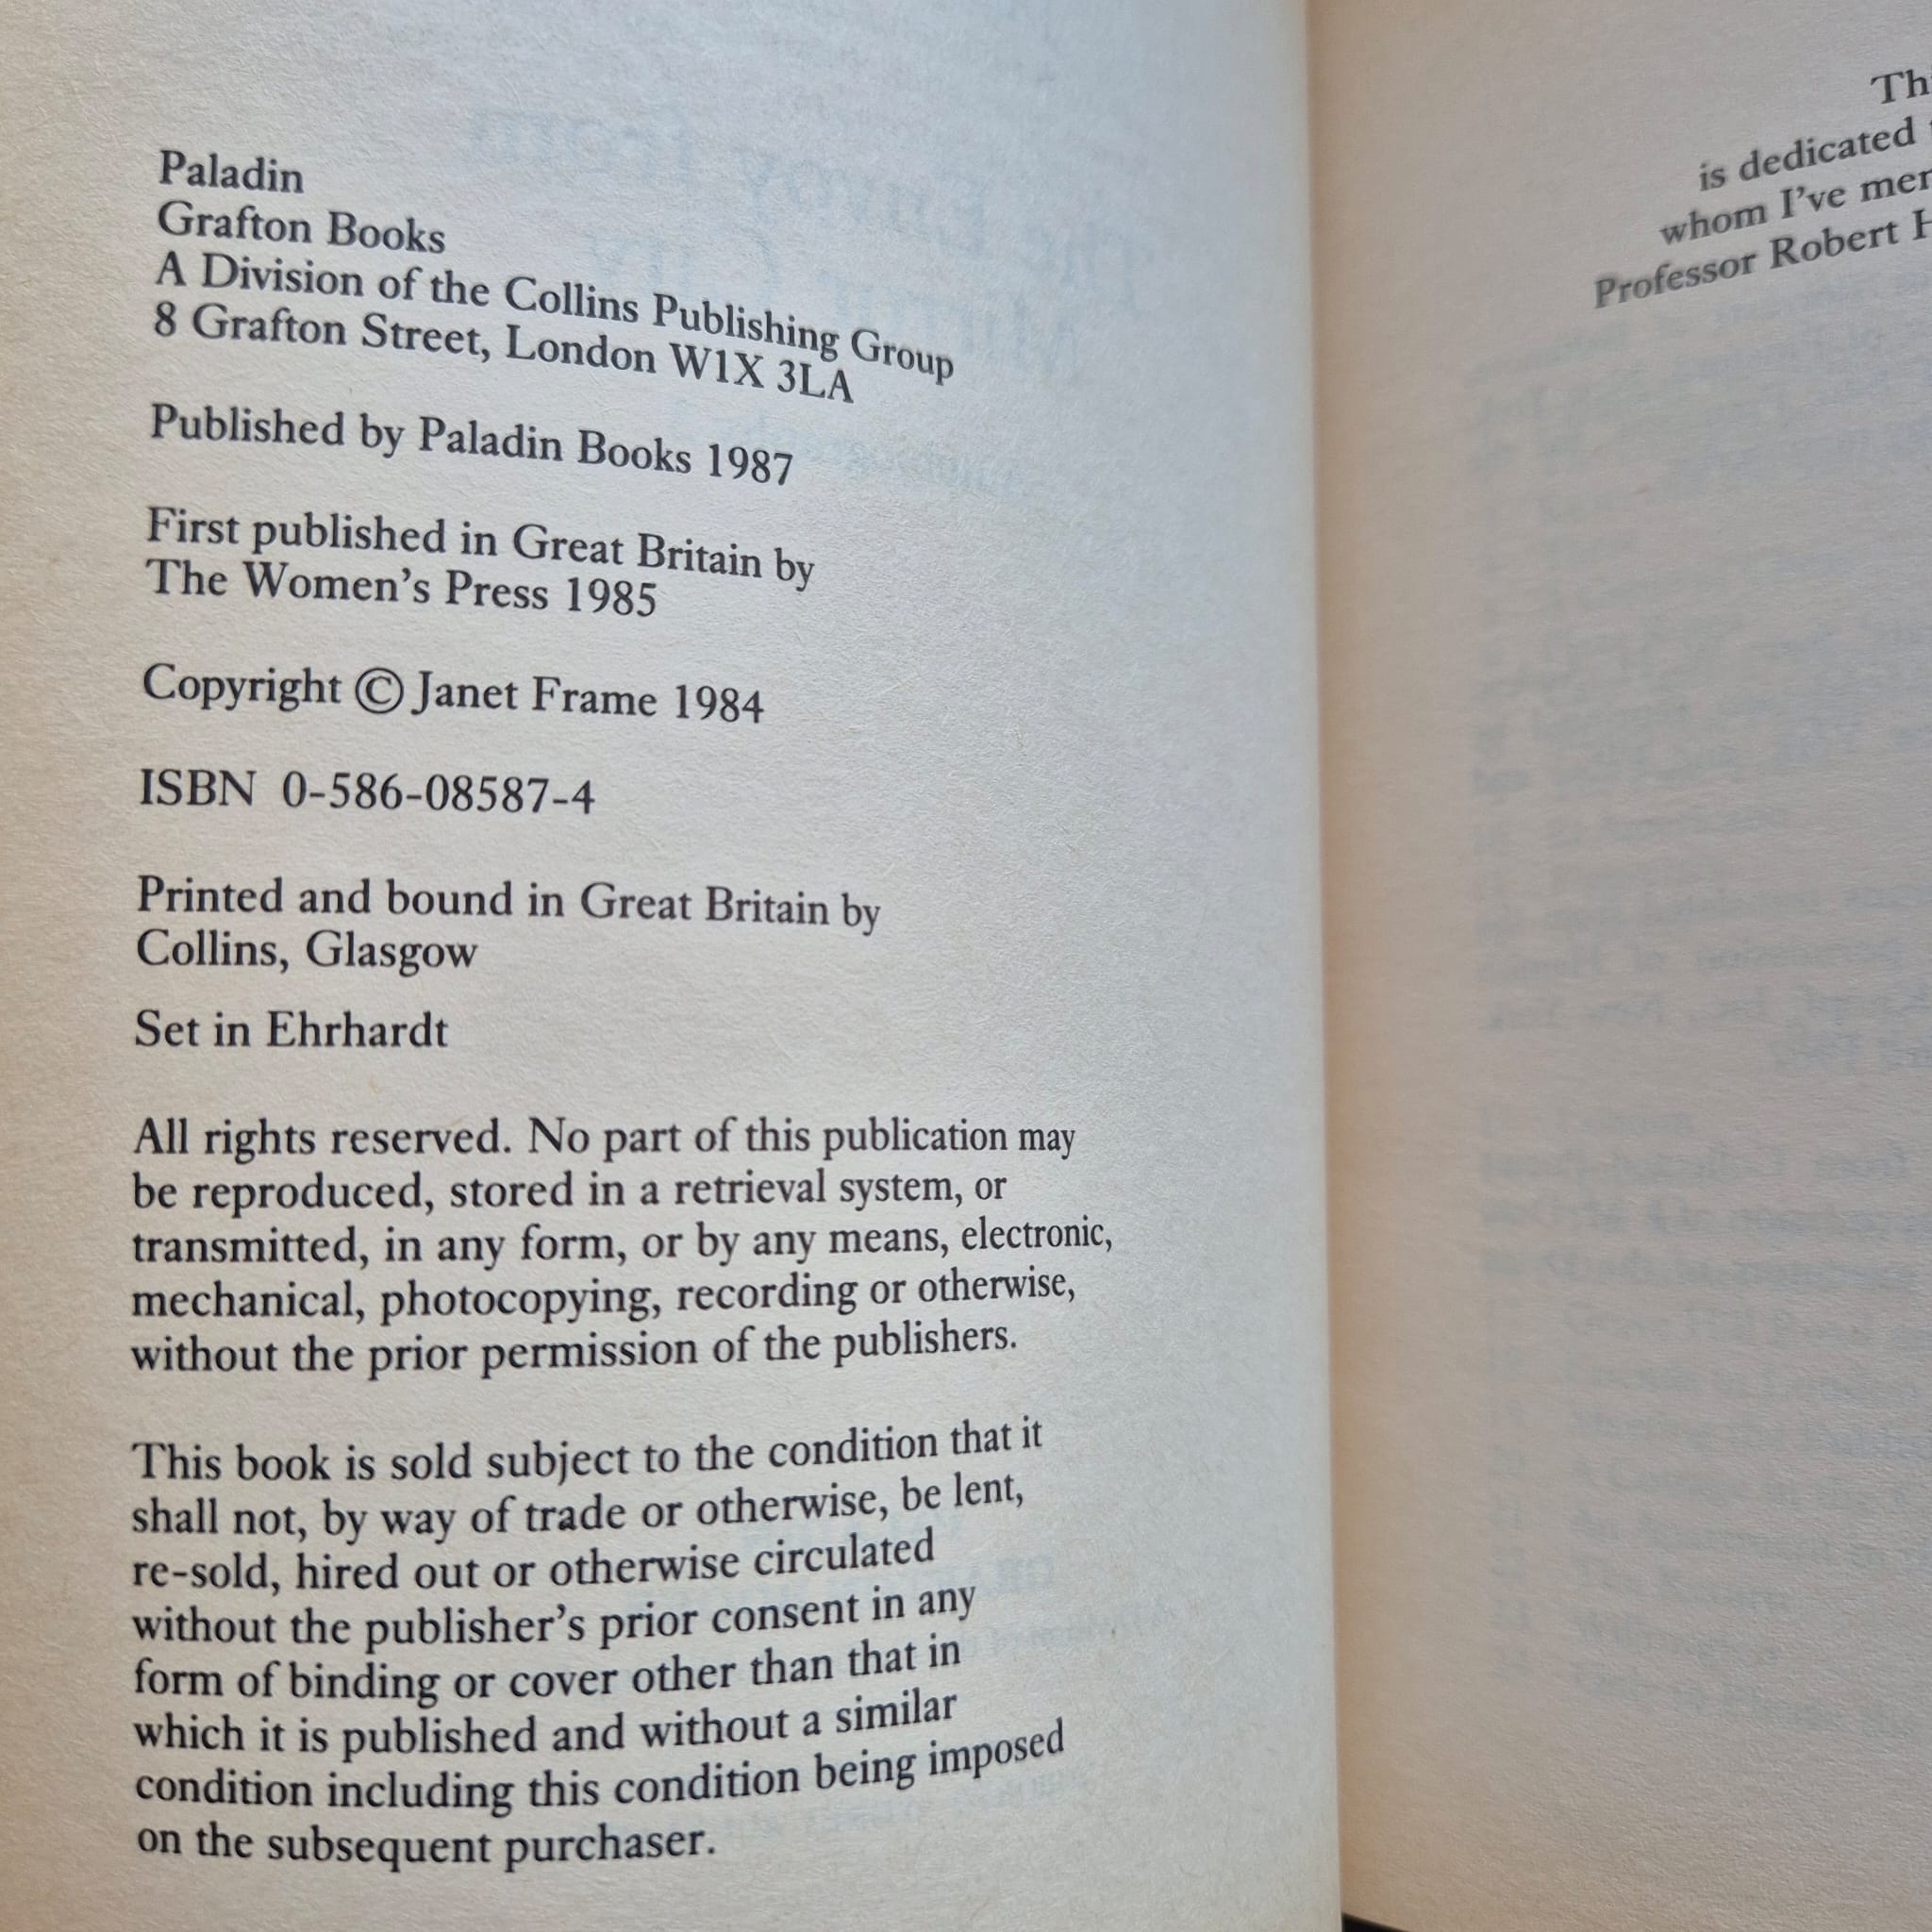 Paladin
Grafton Books
A Division of the Collins Publishing Group
8 Grafton Street, London W1X 3LA
Published by Paladin Books 1987
First published in Great Britain by
The Women's Press 1985
Copyright © Janet Frame 1984
ISBN 0-586-08587-4
Printed and bound in Great Britain by
Collins, Glasgow
Set in Ehrhardt
All rights reserved. No part of this publication may
be reproduced, stored in a retrieval system, or
transmitted, in any form, or by any means, electronic,
mechanical, photocopying, recording or otherwise,
without the prior permission of the publishers.
This book is sold subject to the condition that it
shall not, by way of trade or otherwise, be lent,
re-sold, hired out or otherwise circulated
without the publisher's prior consent in any
form of binding or cover other than that in
which it is published and without a similar
condition including this condition being imposed
on the subsequent purchaser.
is dedicated
whom I've
Professor Robert